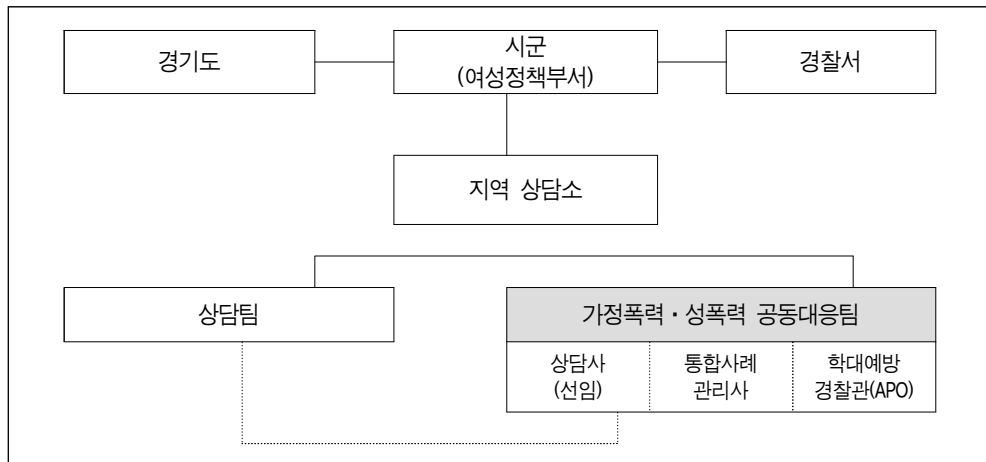 경기도
시군
(여성정책부서)
경찰서
지역 상담소
상담팀
가정폭력・성폭력 공동대응팀
상담사
(선임)
통합사례
관리사
학대예방
경찰관(APO)